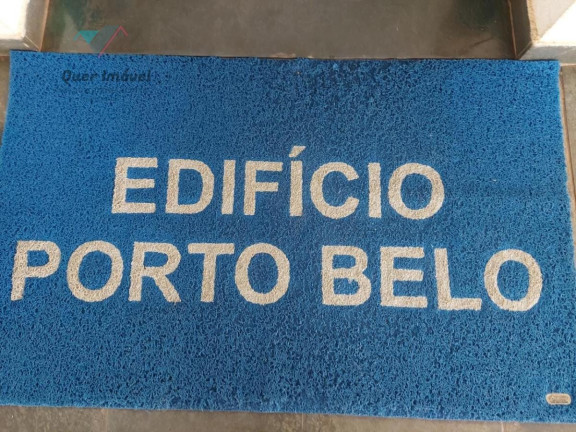 Quer Imóvel
EDIFÍCIO
PORTO BELO